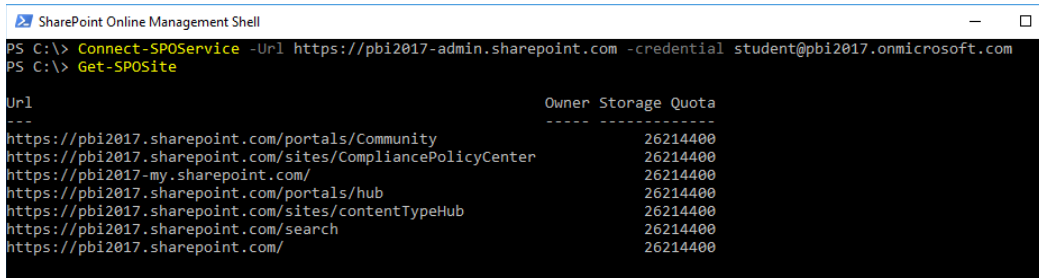 SharePoint Online Management Shell
PS C:\> Connect-SPOService -Url https://pbi2017-admin.sharepoint.com -credential student@pbi2017.onmicrosoft.com
PS C:\> Get-SPOSite
Url Owner Storage Quota
--- ----- -------------
https://pbi2017.sharepoint.com/portals/Community 26214400
https://pbi2017.sharepoint.com/sites/CompliancePolicyCenter 26214400
https://pbi2017-my.sharepoint.com/ 26214400
https://pbi2017.sharepoint.com/portals/hub 26214400
https://pbi2017.sharepoint.com/sites/contentTypeHub 26214400
https://pbi2017.sharepoint.com/search 26214400
https://pbi2017.sharepoint.com/ 26214400